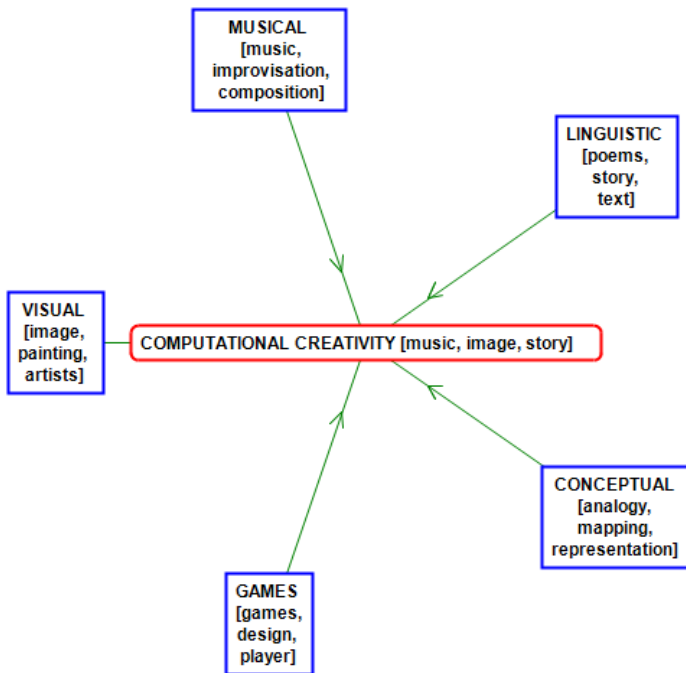 MUSICAL
[music,
improvisation,
composition]
LINGUISTIC
[poems,
story,
text]
VISUAL
[image,
painting,
artists]
COMPUTATIONAL CREATIVITY [music, image, story]
CONCEPTUAL
[analogy,
mapping,
representation]
GAMES
[games,
design,
player]